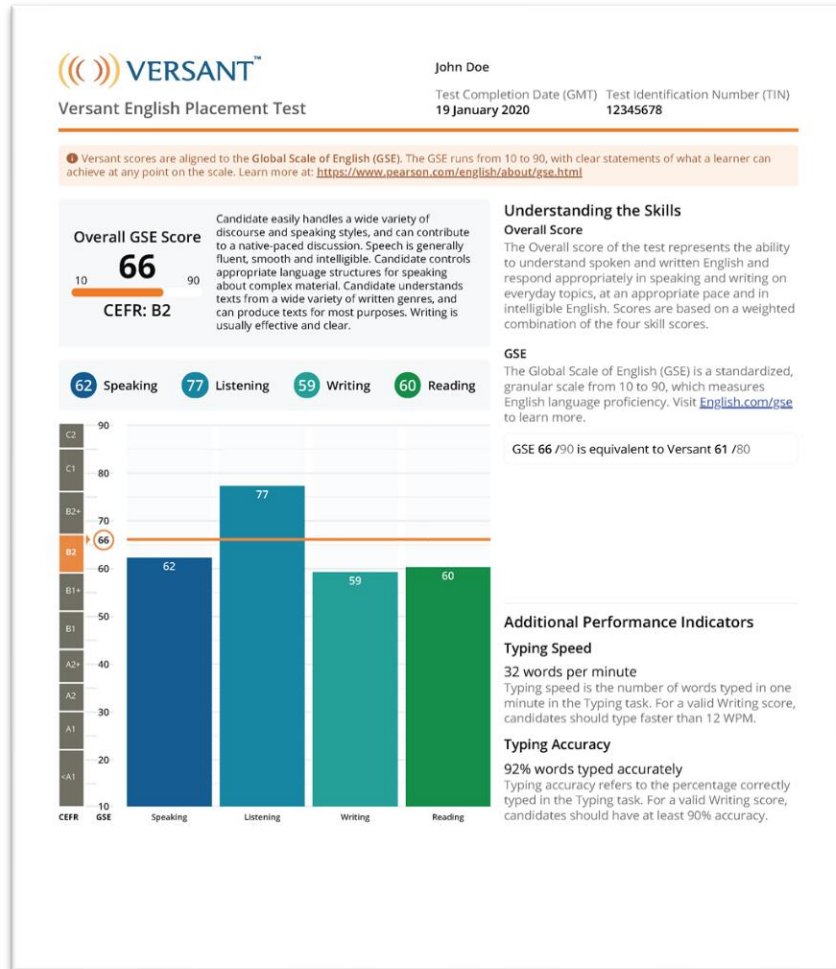 VERSANT™
Versant English Placement Test
John Doe
Test Completion Date (GMT) Test Identification Number (TIN)
19 January 2020 12345678
Versant scores are aligned to the Global Scale of English (GSE). The GSE runs from 10 to 90, with clear statements of what a learner can
achieve at any point on the scale. Learn more at: https://www.pearson.com/english/about/gse.html
Overall GSE Score
66
10 90
CEFR: B2
Candidate easily handles a wide variety of
discourse and speaking styles, and can contribute
to a native-paced discussion. Speech is generally
fluent, smooth and intelligible. Candidate controls
appropriate language structures for speaking
about complex material. Candidate understands
texts from a wide variety of written genres, and
can produce texts for most purposes. Writing is
usually effective and clear.
62 Speaking 77 Listening 59 Writing 60 Reading
C2
C1
B2+
B2
B1+
B1
A2+
A2
A1
<A1
CEFR
90
80
70
66
60
50
40
30
20
10
GSE
62
77
59
60
Speaking Listening Writing Reading
Understanding the Skills
Overall Score
The Overall score of the test represents the ability
to understand spoken and written English and
respond appropriately in speaking and writing on
everyday topics, at an appropriate pace and in
intelligible English. Scores are based on a weighted
combination of the four skill scores.
GSE
The Global Scale of English (GSE) is a standardized,
granular scale from 10 to 90, which measures
English language proficiency. Visit English.com/gse
to learn more.
GSE 66 /90 is equivalent to Versant 61 /80
Additional Performance Indicators
Typing Speed
32 words per minute
Typing speed is the number of words typed in one
minute in the Typing task. For a valid Writing score,
candidates should type faster than 12 WPM.
Typing Accuracy
92% words typed accurately
Typing accuracy refers to the percentage correctly
typed in the Typing task. For a valid Writing score,
candidates should have at least 90% accuracy.